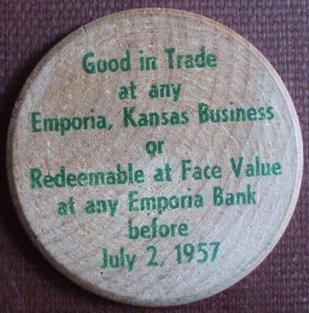 Good in Trade
at any
Emporia, Kansas Business
or
Redeemable at Face Value
at any Emporia Bank
before
July 2, 1957